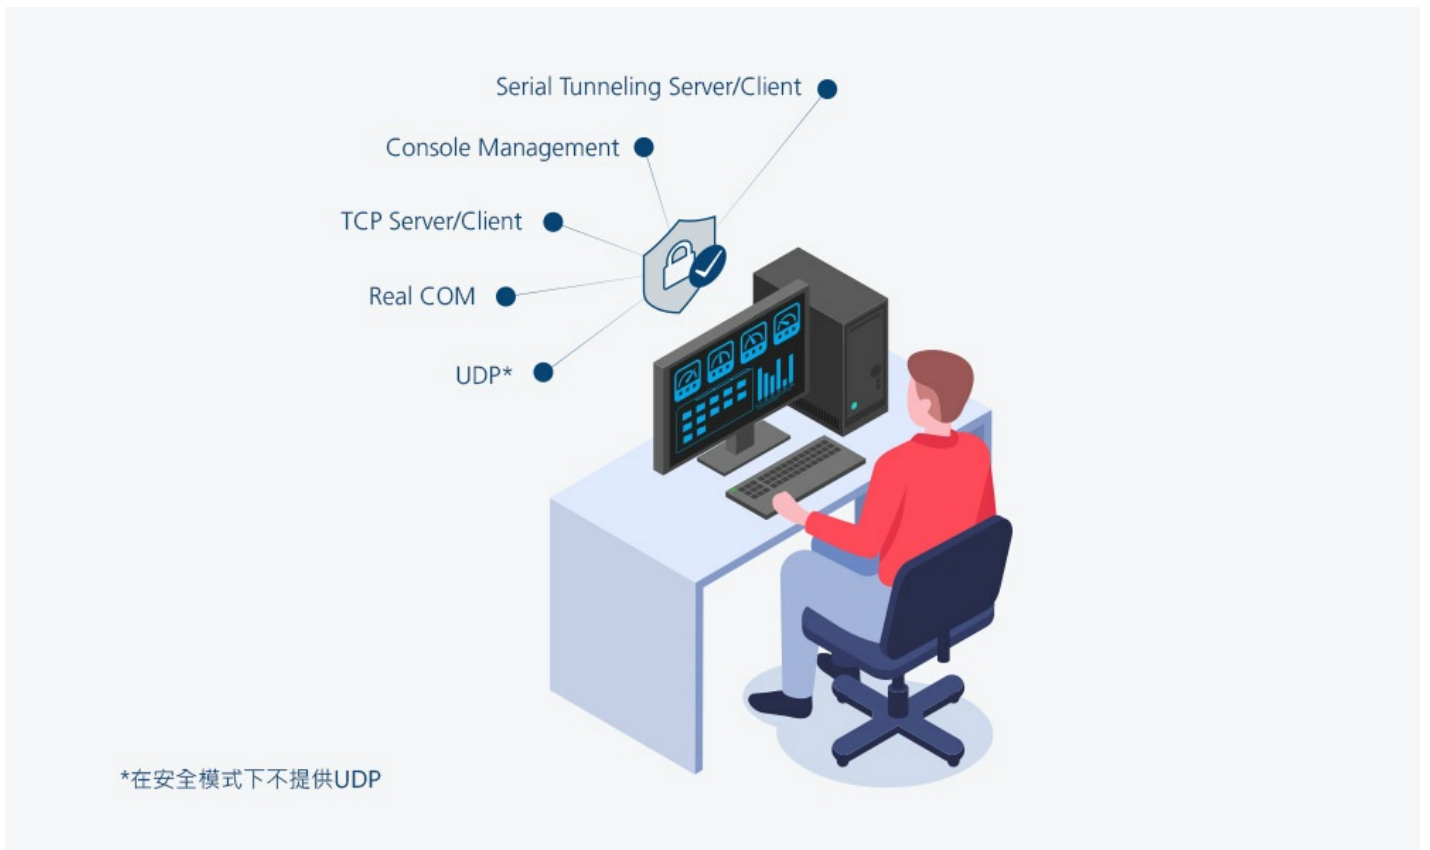 Serial Tunneling Server/Client
Console Management
TCP Server/Client
Real COM
UDP*
*在安全模式下不提供UDP